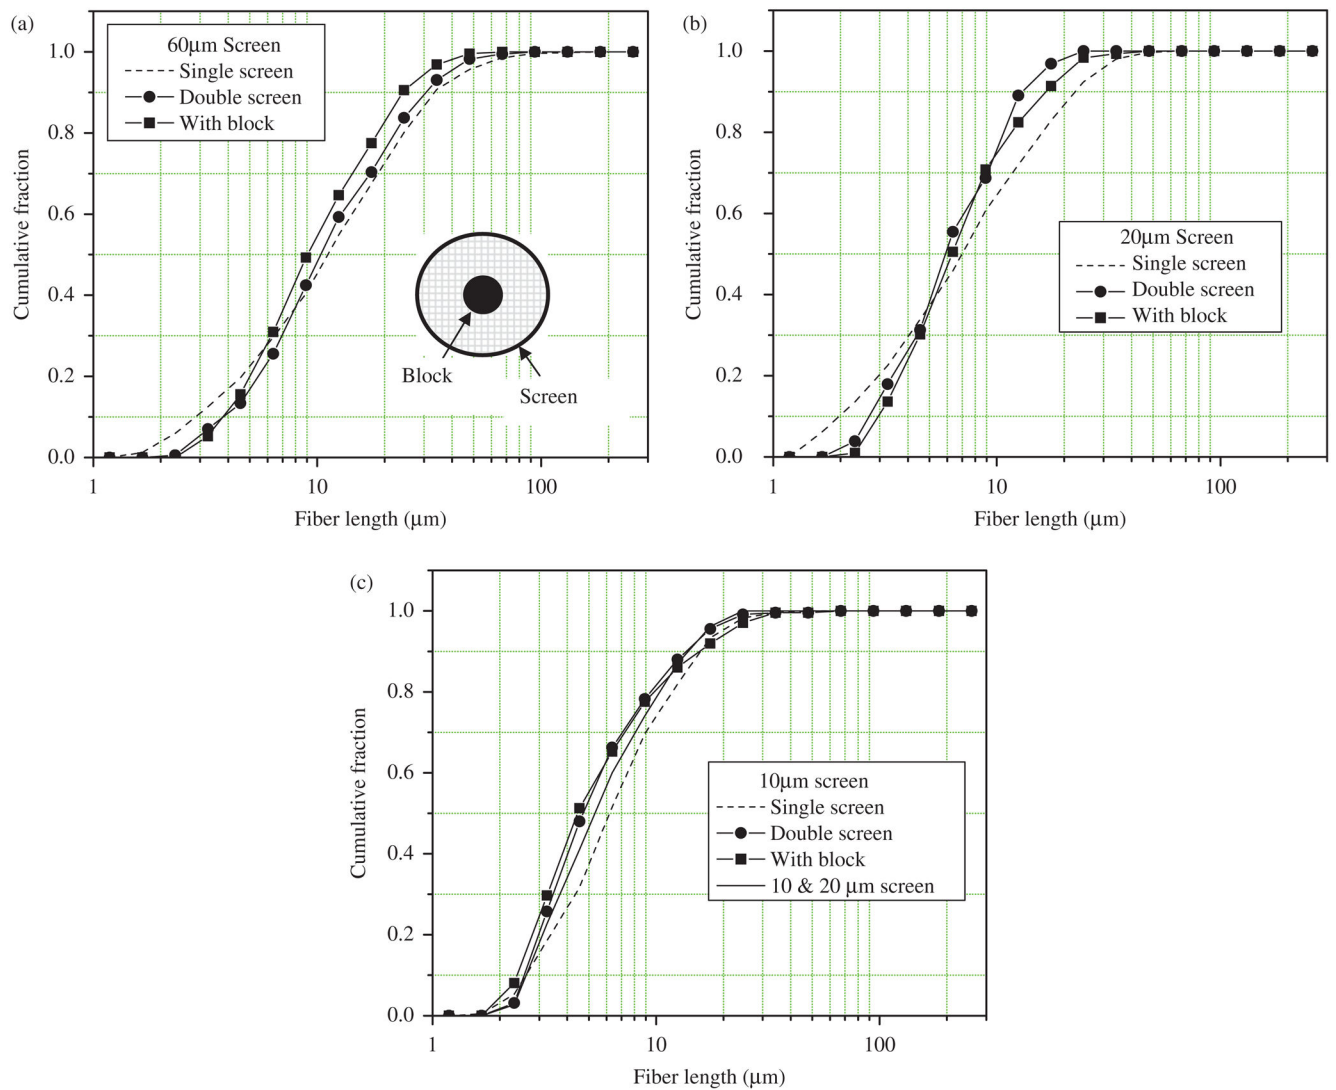 (a)
60μm Screen
Single screen
Double screen
With block
1.0
0.8
0.6
0.4
0.2
0.0
Cumulative fraction
Block
Screen
1
10
100
Fiber length (μm)
(b)
20μm Screen
Single screen
Double screen
With block
1.0
0.8
0.6
0.4
0.2
0.0
Cumulative fraction
1
10
100
Fiber length (μm)
(c)
10μm screen
Single screen
Double screen
With block
10 & 20 μm screen
1.0
0.8
0.6
0.4
0.2
0.0
Cumulative fraction
1
10
100
Fiber length (μm)